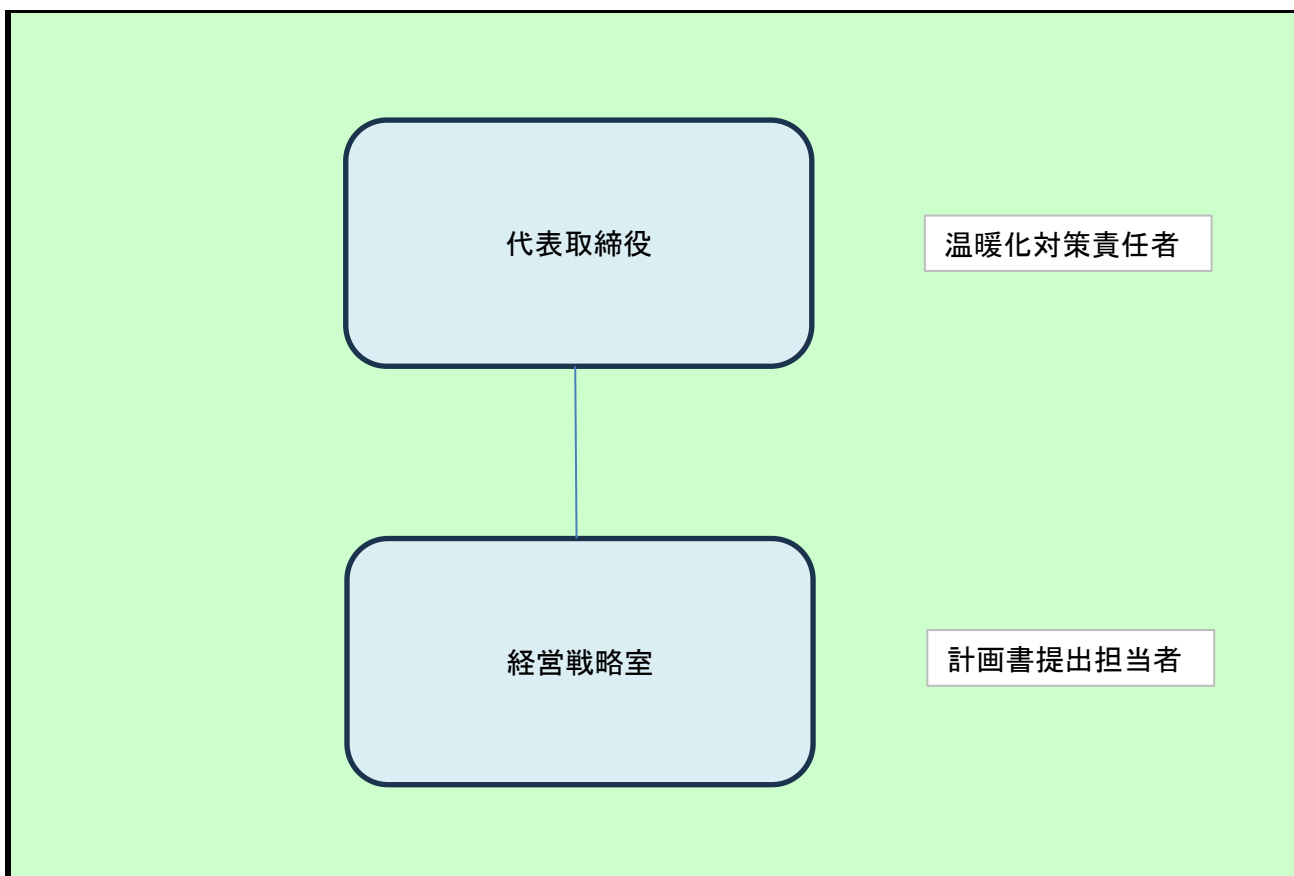 代表取締役
温暖化対策責任者
経営戦略室
計画書提出担当者